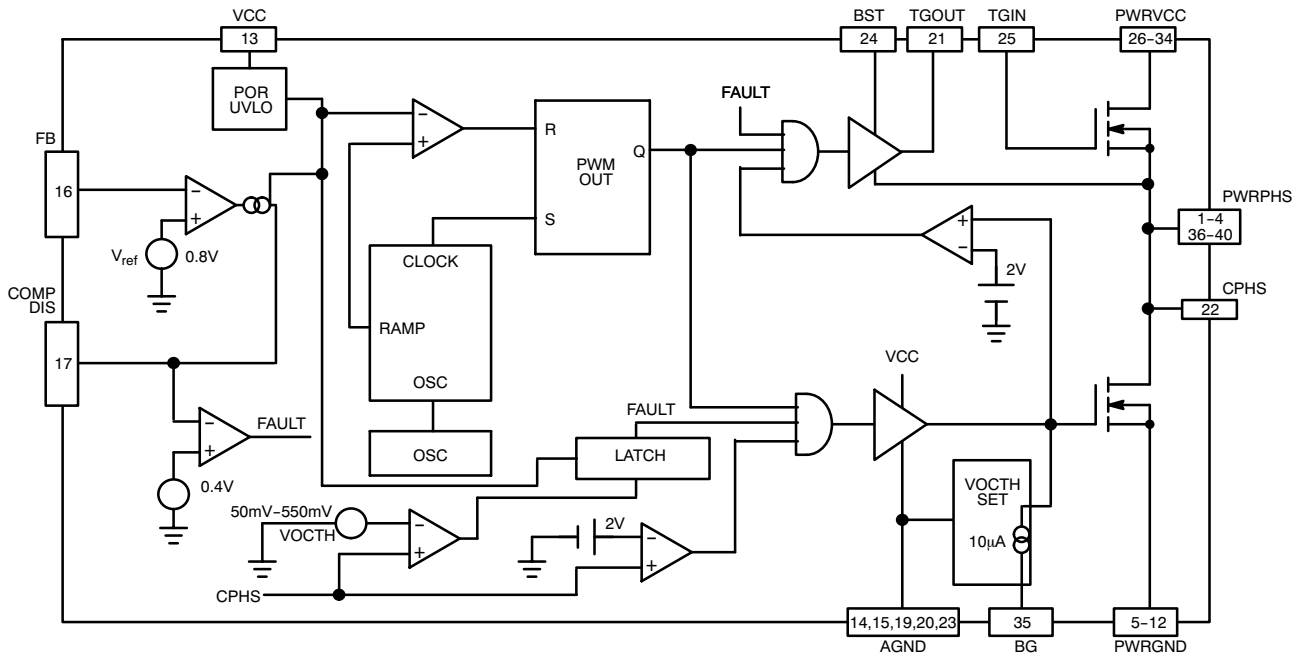 VCC
13
BST
24
TGOUT
21
TGIN
25
PWRVCC
26-34
POR
UVLO
FAULT
FB
16
−
+
R
Q
PWM
OUT
S
−
+
Vref
0.8V
CLOCK
RAMP
OSC
OSC
+
−
2V
PWRPHS
1-4
36-40
CPHS
22
COMP
DIS
17
−
+
FAULT
0.4V
VCC
FAULT
LATCH
50mV-550mV
VOCTH
−
+
2V
−
+
CPHS
VOCTH
SET
10μA
14,15,19,20,23
AGND
35
BG
5-12
PWRGND